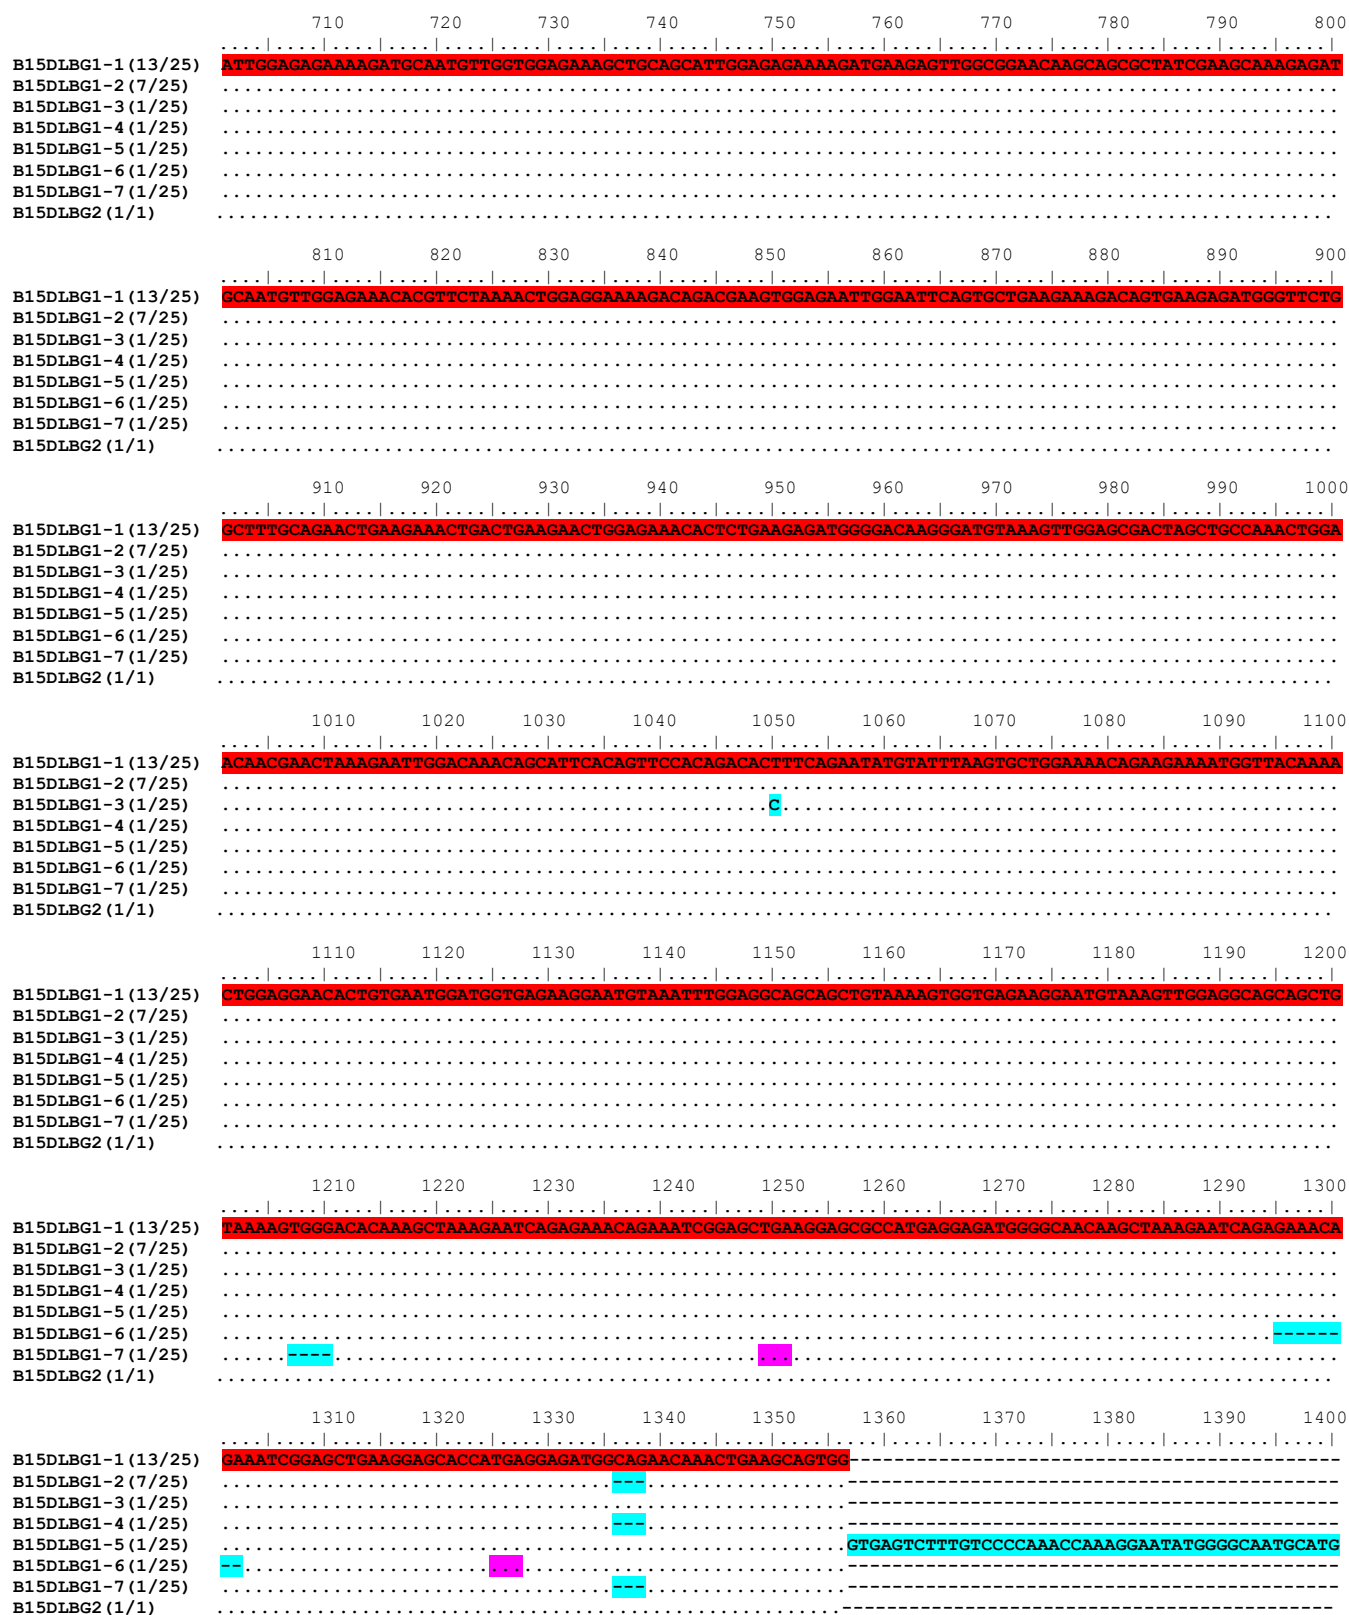 710 720 730 740 750 760 770 780 790 800
....|....|....|....|....|....|....|....|....|....|....|....|....|....|....|....|....|....|....|....|
B15DLBG1-1(13/25) ATTGGAGAGAAAAGATGCAATGTTGGTGGAGAAAGCTGCAGCATTGGAGAGAAAAGATGAAGAGTTGGCGGAACAAGCAGCGCTATCGAAGCAAAGAGAT
B15DLBG1-2(7/25) ....................................................................................................
B15DLBG1-3(1/25) ....................................................................................................
B15DLBG1-4(1/25) ....................................................................................................
B15DLBG1-5(1/25) ....................................................................................................
B15DLBG1-6(1/25) ....................................................................................................
B15DLBG1-7(1/25) ....................................................................................................
B15DLBG2(1/1) ....................................................................................................
810 820 830 840 850 860 870 880 890 900
....|....|....|....|....|....|....|....|....|....|....|....|....|....|....|....|....|....|....|....|
B15DLBG1-1(13/25) GCAATGTTGGAGAAACACGTTCTAAAACTGGAGGAAAAGACAGACGAAGTGGAGAATTGGAATTCAGTGCTGAAGAAAGACAGTGAAGAGATGGGTTCTG
B15DLBG1-2(7/25) ....................................................................................................
B15DLBG1-3(1/25) ....................................................................................................
B15DLBG1-4(1/25) ....................................................................................................
B15DLBG1-5(1/25) ....................................................................................................
B15DLBG1-6(1/25) ....................................................................................................
B15DLBG1-7(1/25) ....................................................................................................
B15DLBG2(1/1) ....................................................................................................
910 920 930 940 950 960 970 980 990 1000
....|....|....|....|....|....|....|....|....|....|....|....|....|....|....|....|....|....|....|....|
B15DLBG1-1(13/25) GCTTTGCAGAACTGAAGAAACTGACTGAAGAACTGGAGAAACACTCTGAAGAGATGGGGACAAGGGATGTAAAGTTGGAGCGACTAGCTGCCAAACTGGA
B15DLBG1-2(7/25) ....................................................................................................
B15DLBG1-3(1/25) ....................................................................................................
B15DLBG1-4(1/25) ....................................................................................................
B15DLBG1-5(1/25) ....................................................................................................
B15DLBG1-6(1/25) ....................................................................................................
B15DLBG1-7(1/25) ....................................................................................................
B15DLBG2(1/1) ....................................................................................................
1010 1020 1030 1040 1050 1060 1070 1080 1090 1100
....|....|....|....|....|....|....|....|....|....|....|....|....|....|....|....|....|....|....|....|
B15DLBG1-1(13/25) ACAACGAACTAAAGAATTGGACAAACAGCATTCACAGTTCCACAGACACTTTCAGAATATGTATTTAAGTGCTGGAAAACAGAAGAAAATGGTTACAAAA
B15DLBG1-2(7/25) ....................................................................................................
B15DLBG1-3(1/25) .................................................C..................................................
B15DLBG1-4(1/25) ....................................................................................................
B15DLBG1-5(1/25) ....................................................................................................
B15DLBG1-6(1/25) ....................................................................................................
B15DLBG1-7(1/25) ....................................................................................................
B15DLBG2(1/1) ....................................................................................................
1110 1120 1130 1140 1150 1160 1170 1180 1190 1200
....|....|....|....|....|....|....|....|....|....|....|....|....|....|....|....|....|....|....|....|
B15DLBG1-1(13/25) CTGGAGGAACACTGTGAATGGATGGTGAGAAGGAATGTAAATTTGGAGGCAGCAGCTGTAAAAGTGGTGAGAAGGAATGTAAAGTTGGAGGCAGCAGCTG
B15DLBG1-2(7/25) ....................................................................................................
B15DLBG1-3(1/25) ....................................................................................................
B15DLBG1-4(1/25) ....................................................................................................
B15DLBG1-5(1/25) ....................................................................................................
B15DLBG1-6(1/25) ....................................................................................................
B15DLBG1-7(1/25) ....................................................................................................
B15DLBG2(1/1) ....................................................................................................
1210 1220 1230 1240 1250 1260 1270 1280 1290 1300
....|....|....|....|....|....|....|....|....|....|....|....|....|....|....|....|....|....|....|....|
B15DLBG1-1(13/25) TAAAAGTGGGACACAAAGCTAAAGAATCAGAGAAACAGAAATCGGAGCTGAAGGAGCGCCATGAGGAGATGGGGCAACAAGCTAAAGAATCAGAGAAACA
B15DLBG1-2(7/25) ....................................................................................................
B15DLBG1-3(1/25) ....................................................................................................
B15DLBG1-4(1/25) ....................................................................................................
B15DLBG1-5(1/25) ....................................................................................................
B15DLBG1-6(1/25) ..............................................................................................------
B15DLBG1-7(1/25) ......----..........................................................................................
B15DLBG2(1/1) ....................................................................................................
1310 1320 1330 1340 1350 1360 1370 1380 1390 1400
....|....|....|....|....|....|....|....|....|....|....|....|....|....|....|....|....|....|....|....|
B15DLBG1-1(13/25) GAAATCGGAGCTGAAGGAGCACCATGAGGAGATGGCAGAACAAACTGAAGCAGTGG--------------------------------------------
B15DLBG1-2(7/25) ...................................---..................--------------------------------------------
B15DLBG1-3(1/25) ........................................................--------------------------------------------
B15DLBG1-4(1/25) ...................................---..................--------------------------------------------
B15DLBG1-5(1/25) ........................................................GTGAGTCTTTGTCCCCAAACCAAAGGAATATGGGGCAATGCATG
B15DLBG1-6(1/25) --......................................................--------------------------------------------
B15DLBG1-7(1/25) ...................................---..................--------------------------------------------
B15DLBG2(1/1) ........................................................--------------------------------------------